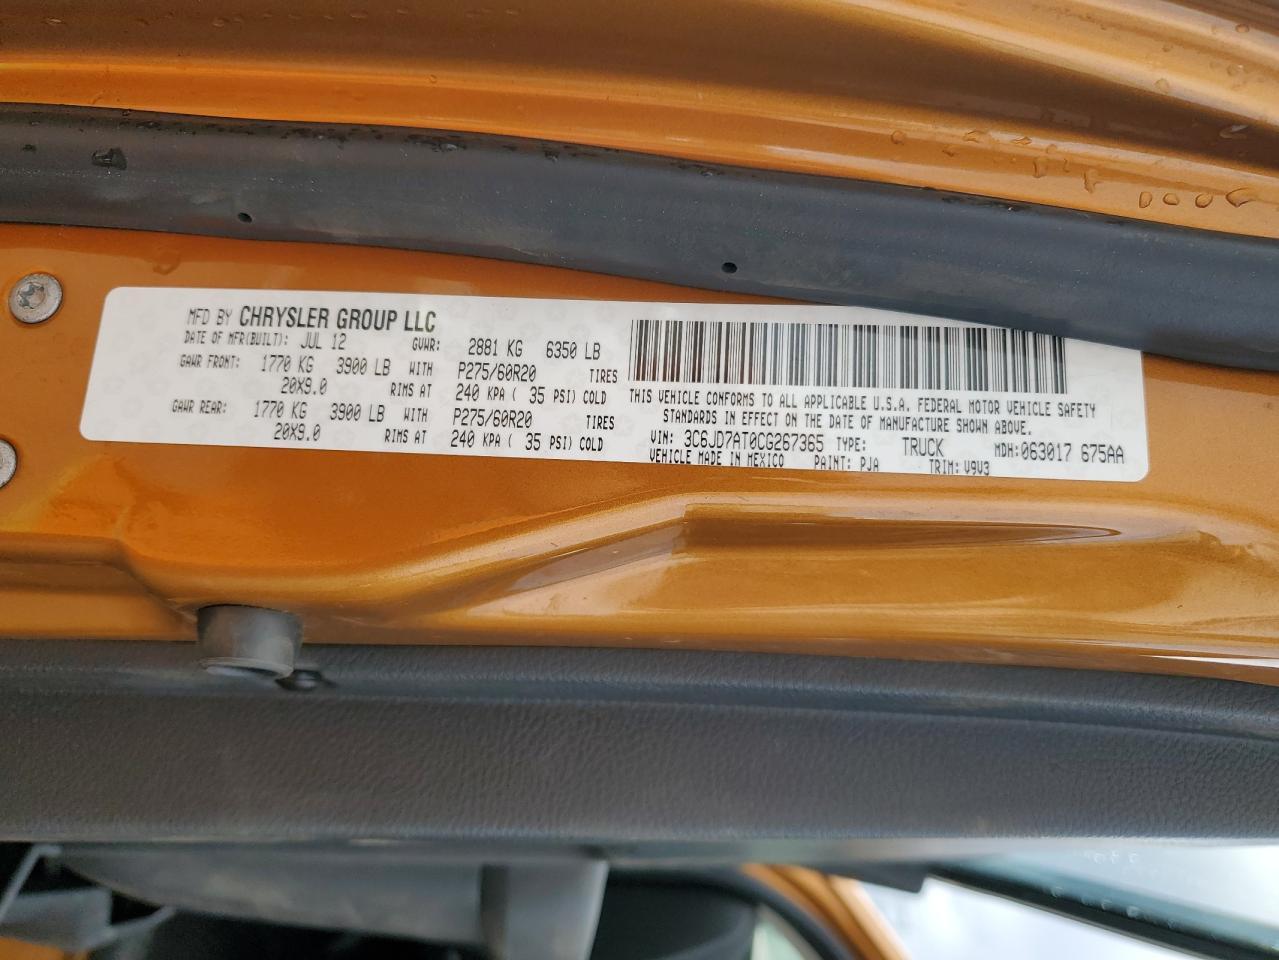 MFD BY CHRYSLER GROUP LLC
DATE OF MFR(BUILT): JUL 12 GVWR: 2881 KG 6350 LB
GAWR FRONT: 1770 KG 3900 LB WITH P275/60R20 TIRES
20X9.0 RIMS AT 240 KPA ( 35 PSI) COLD
GAWR REAR: 1770 KG 3900 LB WITH P275/60R20 TIRES
20X9.0 RIMS AT 240 KPA ( 35 PSI) COLD
THIS VEHICLE CONFORMS TO ALL APPLICABLE U.S.A. FEDERAL MOTOR VEHICLE SAFETY
STANDARDS IN EFFECT ON THE DATE OF MANUFACTURE SHOWN ABOVE.
VIN: 3C6JD7AT0CG267365 TYPE: TRUCK MDH: 063017 675AA
VEHICLE MADE IN MEXICO PAINT: PJA TRIM: V9V3